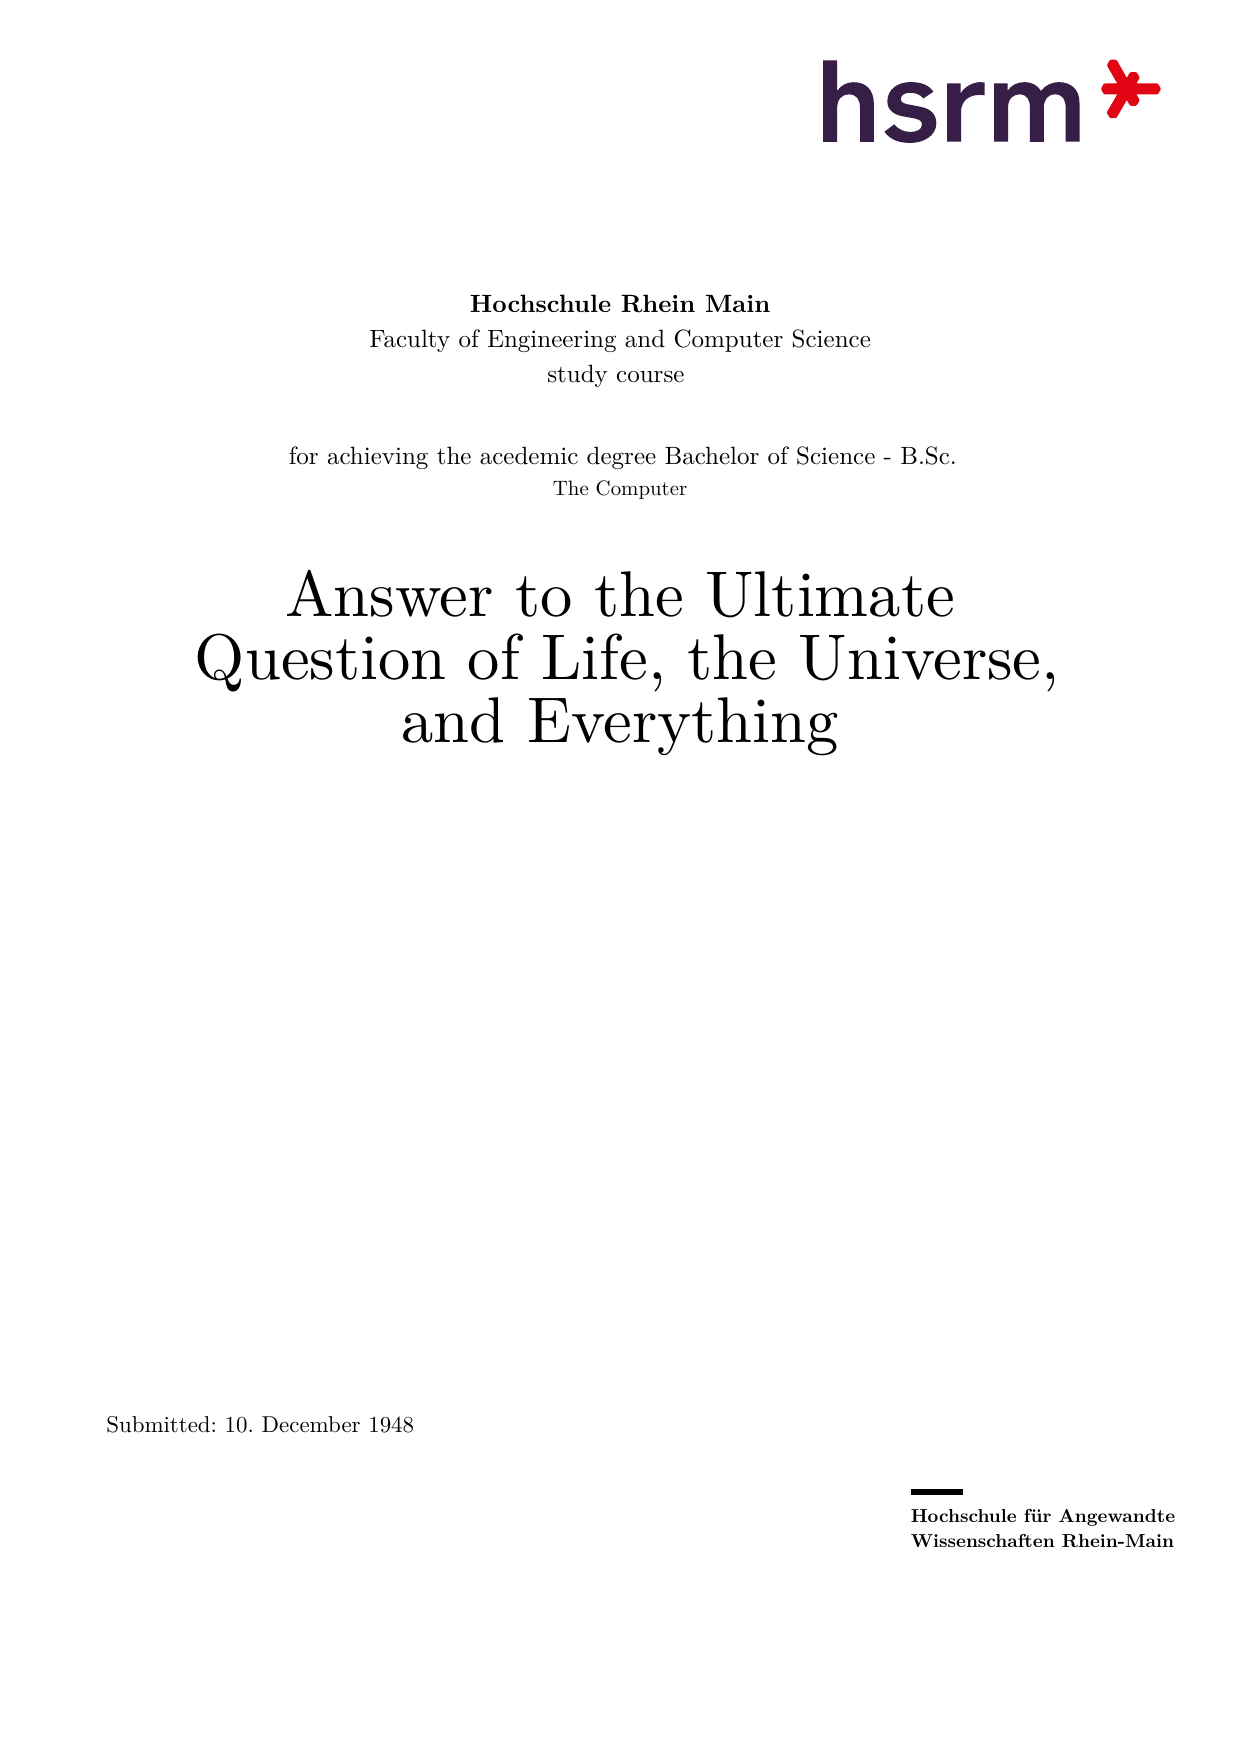 hsrm
Hochschule Rhein Main
Faculty of Engineering and Computer Science
study course
for achieving the acedemic degree Bachelor of Science - B.Sc.
The Computer
Answer to the Ultimate
Question of Life, the Universe,
and Everything
Submitted: 10. December 1948
Hochschule für Angewandte
Wissenschaften Rhein-Main